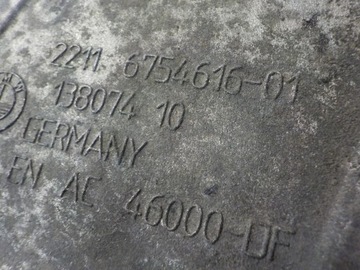 2211. 6754616-01
138074 10
GERMANY
EN AC 46000-DF